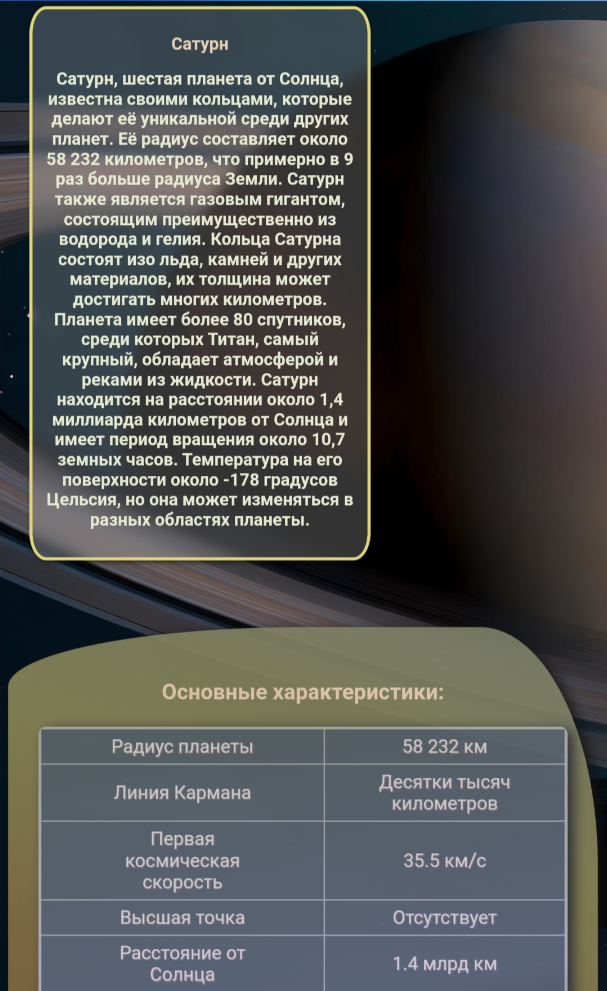 Сатурн
Сатурн, шестая планета от Солнца,
известна своими кольцами, которые
делают её уникальной среди других
планет. Её радиус составляет около
58 232 километров, что примерно в 9
раз больше радиуса Земли. Сатурн
также является газовым гигантом,
состоящим преимущественно из
водорода и гелия. Кольца Сатурна
состоят изо льда, камней и других
материалов, их толщина может
достигать многих километров.
Планета имеет более 80 спутников,
среди которых Титан, самый
крупный, обладает атмосферой и
реками из жидкости. Сатурн
находится на расстоянии около 1,4
миллиарда километров от Солнца и
имеет период вращения около 10,7
земных часов. Температура на его
поверхности около -178 градусов
Цельсия, но она может изменяться в
разных областях планеты.
Основные характеристики:
Радиус планеты
58 232 км
Линия Кармана
Десятки тысяч
километров
Первая
космическая
скорость
35.5 км/с
Высшая точка
Отсутствует
Расстояние от
Солнца
1.4 млрд км